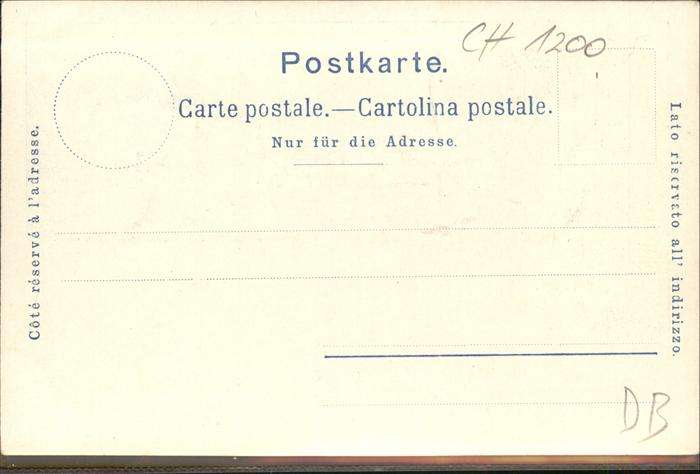 CH 1200
Postkarte.
Carte postale.—Cartolina postale.
Nur für die Adresse.
Côté réservé à l'adresse.
Lato riservato all' indirizzo.
DB